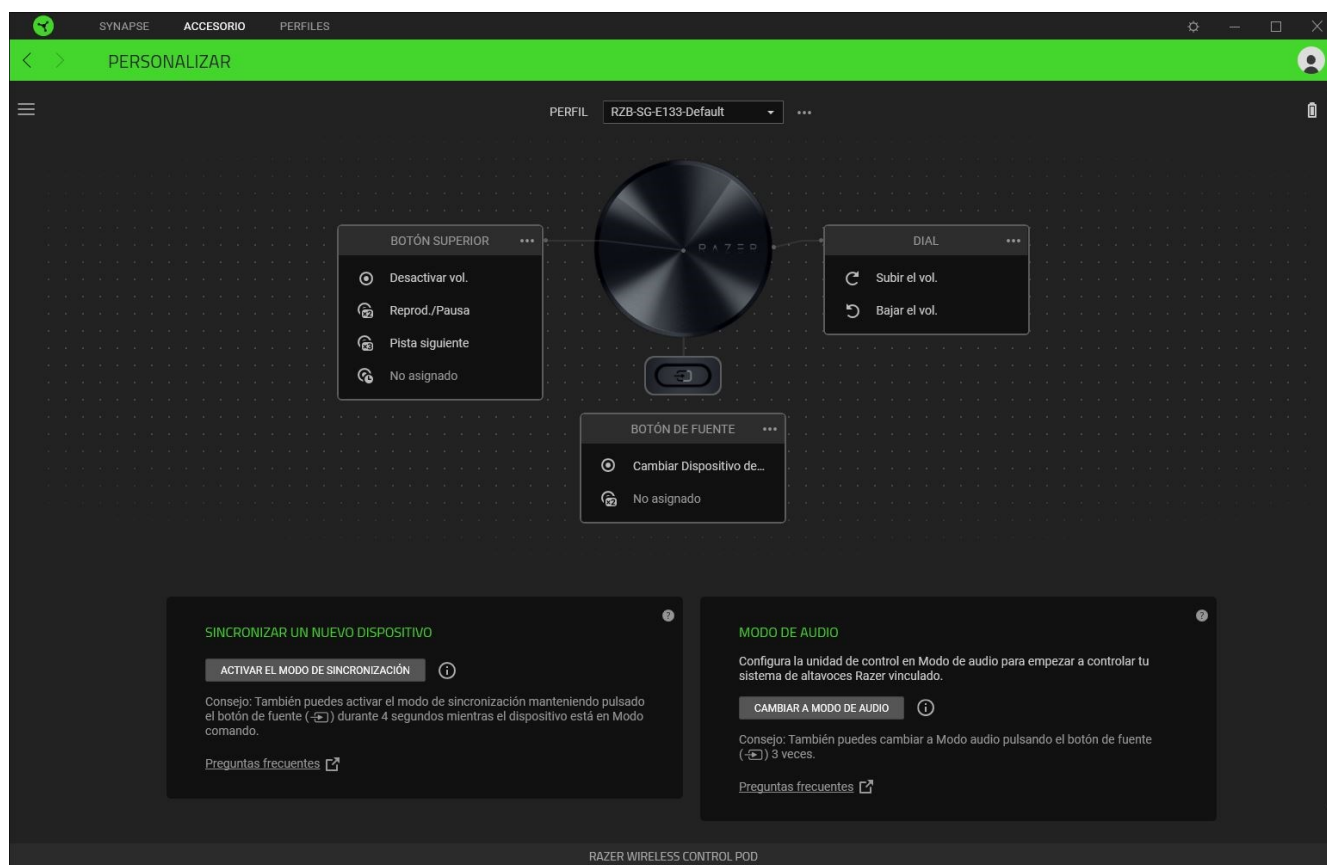 SYNAPSE ACCESORIO PERFILES
PERSONALIZAR
PERFIL RZB-SG-E133-Default
BOTÓN SUPERIOR
Desactivar vol.
Reprod./Pausa
Pista siguiente
No asignado
RAZER
DIAL
Subir el vol.
Bajar el vol.
BOTÓN DE FUENTE
Cambiar Dispositivo de...
No asignado
SINCRONIZAR UN NUEVO DISPOSITIVO
ACTIVAR EL MODO DE SINCRONIZACIÓN
Consejo: También puedes activar el modo de sincronización manteniendo pulsado
el botón de fuente () durante 4 segundos mientras el dispositivo está en Modo
comando.
Preguntas frecuentes
MODO DE AUDIO
Configura la unidad de control en Modo de audio para empezar a controlar tu
sistema de altavoces Razer vinculado.
CAMBIAR A MODO DE AUDIO
Consejo: También puedes cambiar a Modo audio pulsando el botón de fuente
() 3 veces.
Preguntas frecuentes
RAZER WIRELESS CONTROL POD